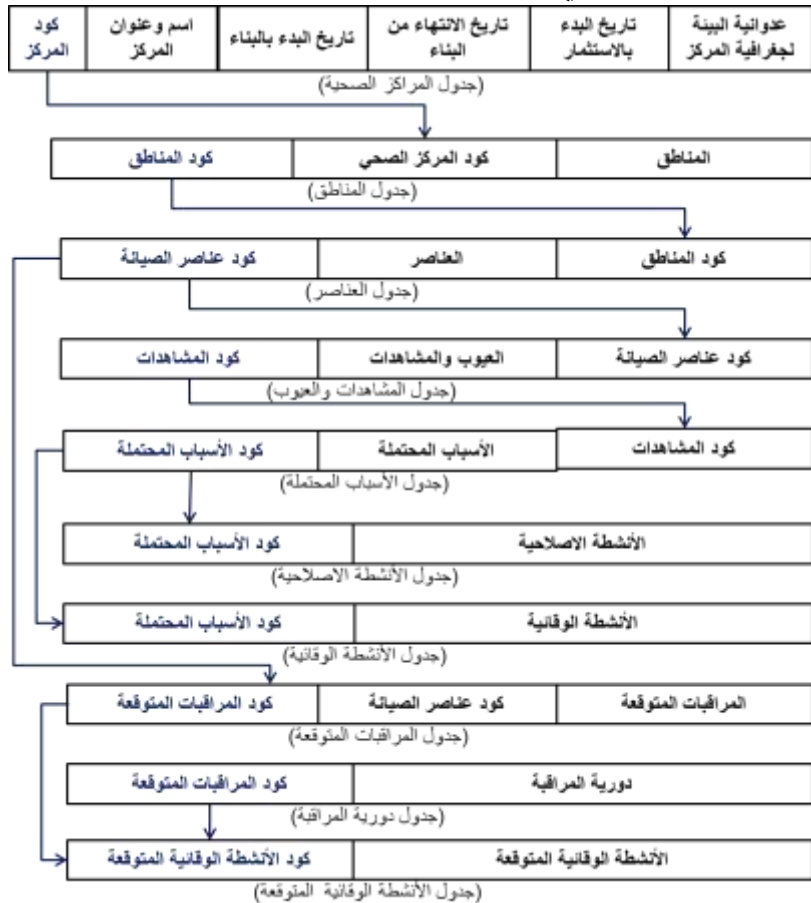 عدوانية البيئة لجغرافية المركز
تاريخ البدء بالاستثمار
تاريخ الانتهاء من البناء
تاريخ البدء بالبناء
اسم وعنوان المركز
كود المركز
(جدول المراكز الصحية)
المناطق
كود المركز الصحي
كود المناطق
(جدول المناطق)
كود المناطق
العناصر
كود عناصر الصيانة
(جدول العناصر)
كود عناصر الصيانة
العيوب والمشاهدات
كود المشاهدات
(جدول المشاهدات والعيوب)
كود المشاهدات
الأسباب المحتملة
كود الأسباب المحتملة
(جدول الأسباب المحتملة)
الأنشطة الاصلاحية
كود الأسباب المحتملة
(جدول الأنشطة الاصلاحية)
الأنشطة الوقائية
كود الأسباب المحتملة
(جدول الأنشطة الوقائية)
المراقبات المتوقعة
كود عناصر الصيانة
كود المراقبات المتوقعة
(جدول المراقبات المتوقعة)
دورية المراقبة
كود المراقبات المتوقعة
(جدول دورية المراقبة)
الأنشطة الوقائية المتوقعة
كود الأنشطة الوقائية المتوقعة
(جدول الأنشطة الوقائية المتوقعة)